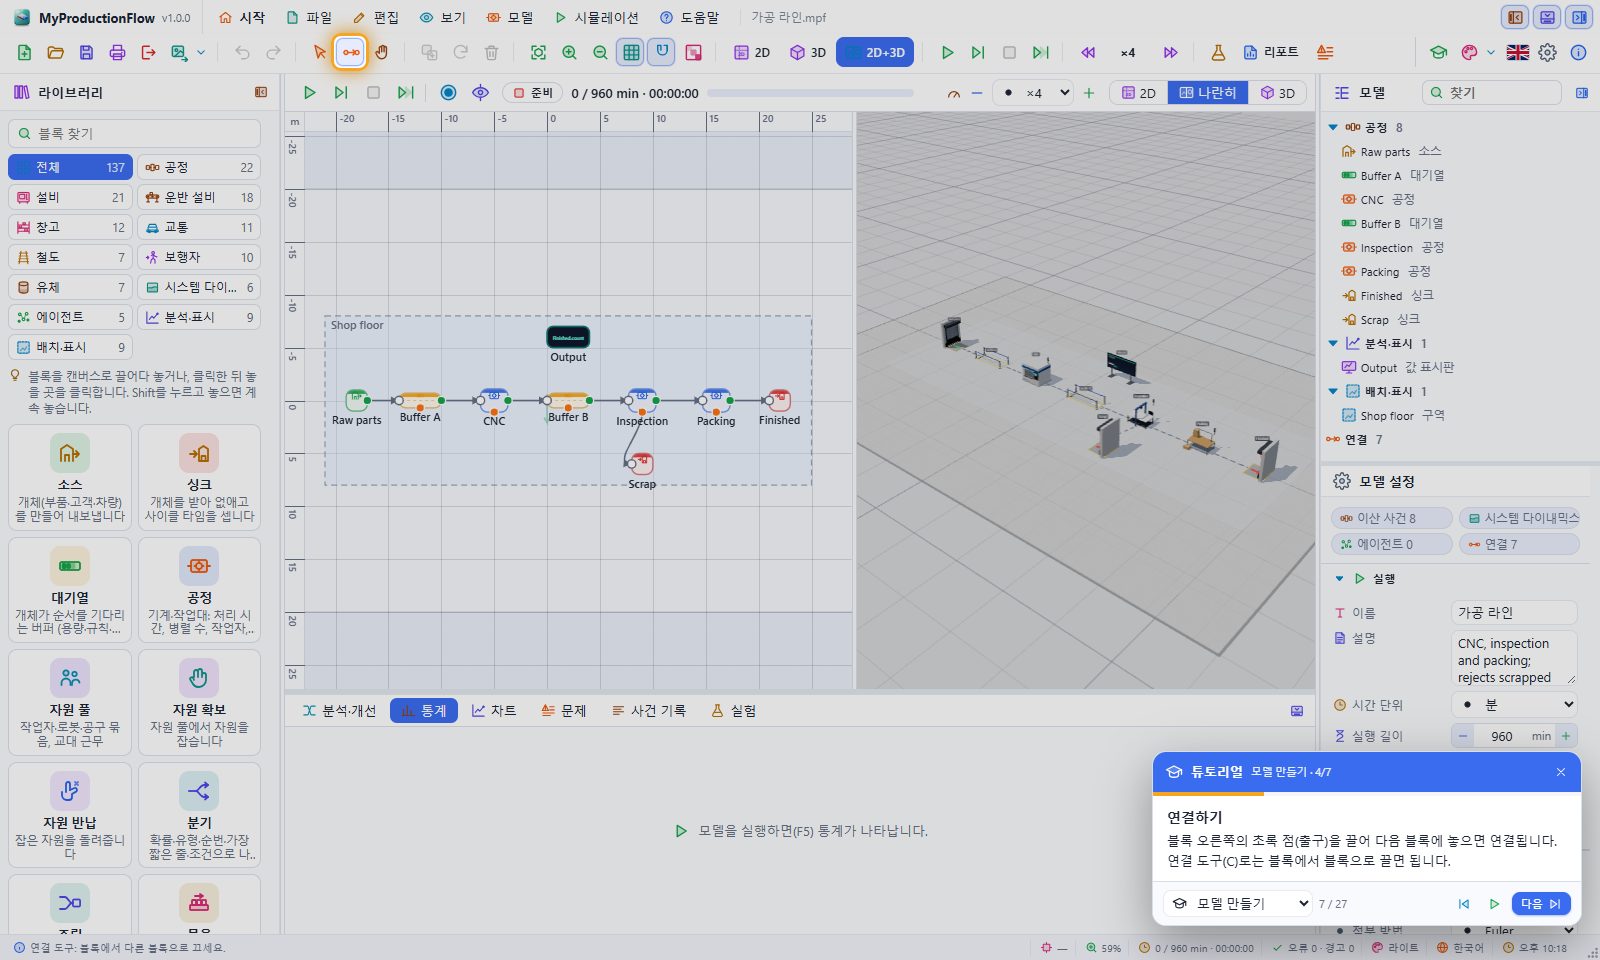 MyProductionFlow v1.0.0 시작 파일 편집 보기 모델 시뮬레이션 도움말 가공 라인.mpf
2D 3D 2D+3D ×4 리포트
라이브러리
블록 찾기
전체 137 공정 22
설비 21 운반 설비 18
창고 12 교통 11
철도 7 보행자 10
유체 7 시스템 다이... 6
에이전트 5 분석·표시 9
배치·표시 9
블록을 캔버스로 끌어다 놓거나, 클릭한 뒤 놓
을 곳을 클릭합니다. Shift를 누르고 놓으면 계
속 놓습니다.
소스 싱크
개체(부품·고객·차량) 개체를 받아 없애고
를 만들어 내보냅니다 사이클 타임을 셉니다
대기열 공정
개체가 순서를 기다리 기계·작업대: 처리 시
는 버퍼 (용량·규칙·... 간, 병렬 수, 작업자,..
자원 풀 자원 확보
작업자·로봇·공구 묶 자원 풀에서 자원을
음, 교대 근무 잡습니다
자원 반납 분기
잡은 자원을 돌려줍니 확률·유형·순번·가장
다 짧은 줄·조건으로 나..
준비 0 / 960 min · 00:00:00 ×4 2D 나란히 3D
m -20 -15 -10 -5 0 5 10 15 20 25
-25
-20
-15
-10
-5
0
5
10
15
20
25
Shop floor
Finished.count
Output
Raw parts Buffer A CNC Buffer B Inspection Packing Finished
Scrap
분석·개선 통계 차트 문제 사건 기록 실험
모델을 실행하면(F5) 통계가 나타납니다.
모델 찾기
공정 8
Raw parts 소스
Buffer A 대기열
CNC 공정
Buffer B 대기열
Inspection 공정
Packing 공정
Finished 싱크
Scrap 싱크
분석·표시 1
Output 값 표시판
배치·표시 1
Shop floor 구역
연결 7
모델 설정
이산 사건 8 시스템 다이내믹스
에이전트 0 연결 7
실행
이름 가공 라인
설명 CNC, inspection
and packing;
rejects scrapped
시간 단위 분
실행 길이 960 min
튜토리얼 모델 만들기 · 4/7
연결하기
블록 오른쪽의 초록 점(출구)을 끌어 다음 블록에 놓으면 연결됩니다.
연결 도구(C)로는 블록에서 블록으로 끌면 됩니다.
모델 만들기 7 / 27 다음
Euler
연결 도구: 블록에서 다른 블록으로 끄세요. — 59% 0 / 960 min · 00:00:00 오류 0 · 경고 0 라이트 한국어 오후 10:18